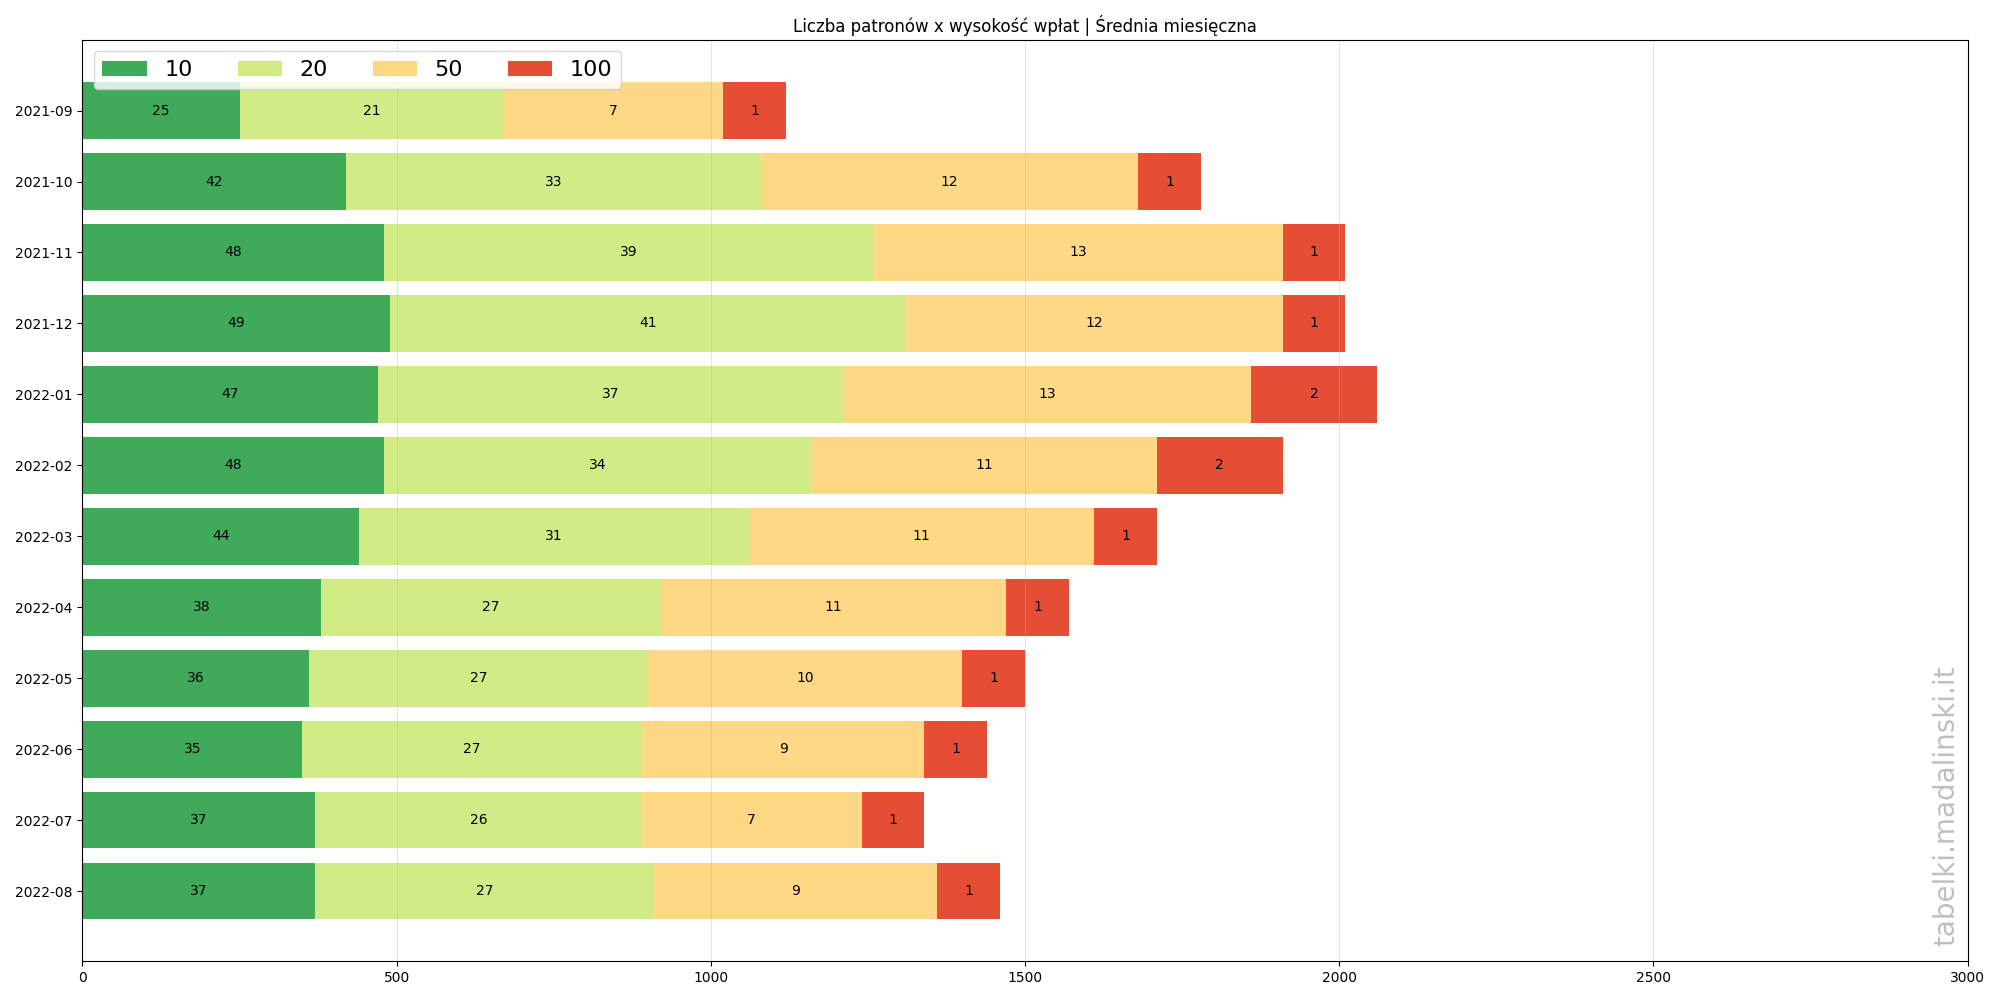 Liczba patronów x wysokość wpłat | Średnia miesięczna
10 20 50 100
2021-09 25 21 7 1
2021-10 42 33 12 1
2021-11 48 39 13 1
2021-12 49 41 12 1
2022-01 47 37 13 2
2022-02 48 34 11 2
2022-03 44 31 11 1
2022-04 38 27 11 1
2022-05 36 27 10 1
2022-06 35 27 9 1
2022-07 37 26 7 1
2022-08 37 27 9 1
0 500 1000 1500 2000 2500 3000
tabelki.madalinski.it